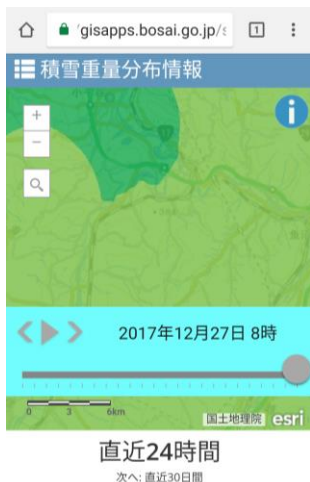 gisapps.bosai.go.jp/s
1
積雪重量分布情報
+
−
2017年12月27日 8時
0 3 6km
国土地理院 esri
直近24時間
次へ: 直近30日間